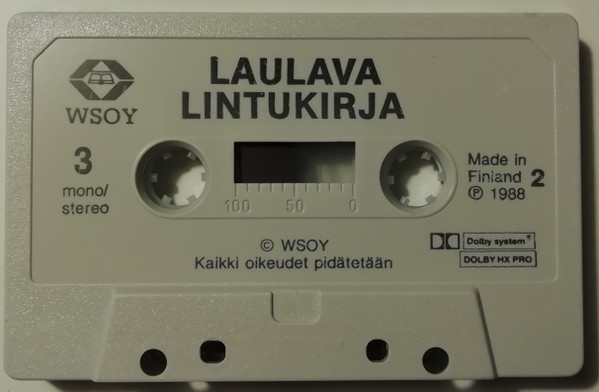 LAULAVA
LINTUKIRJA
WSOY
3
mono/
stereo
100 50 0
Made in
Finland 2
℗ 1988
© WSOY
Kaikki oikeudet pidätetään
Dolby system®
DOLBY HX PRO